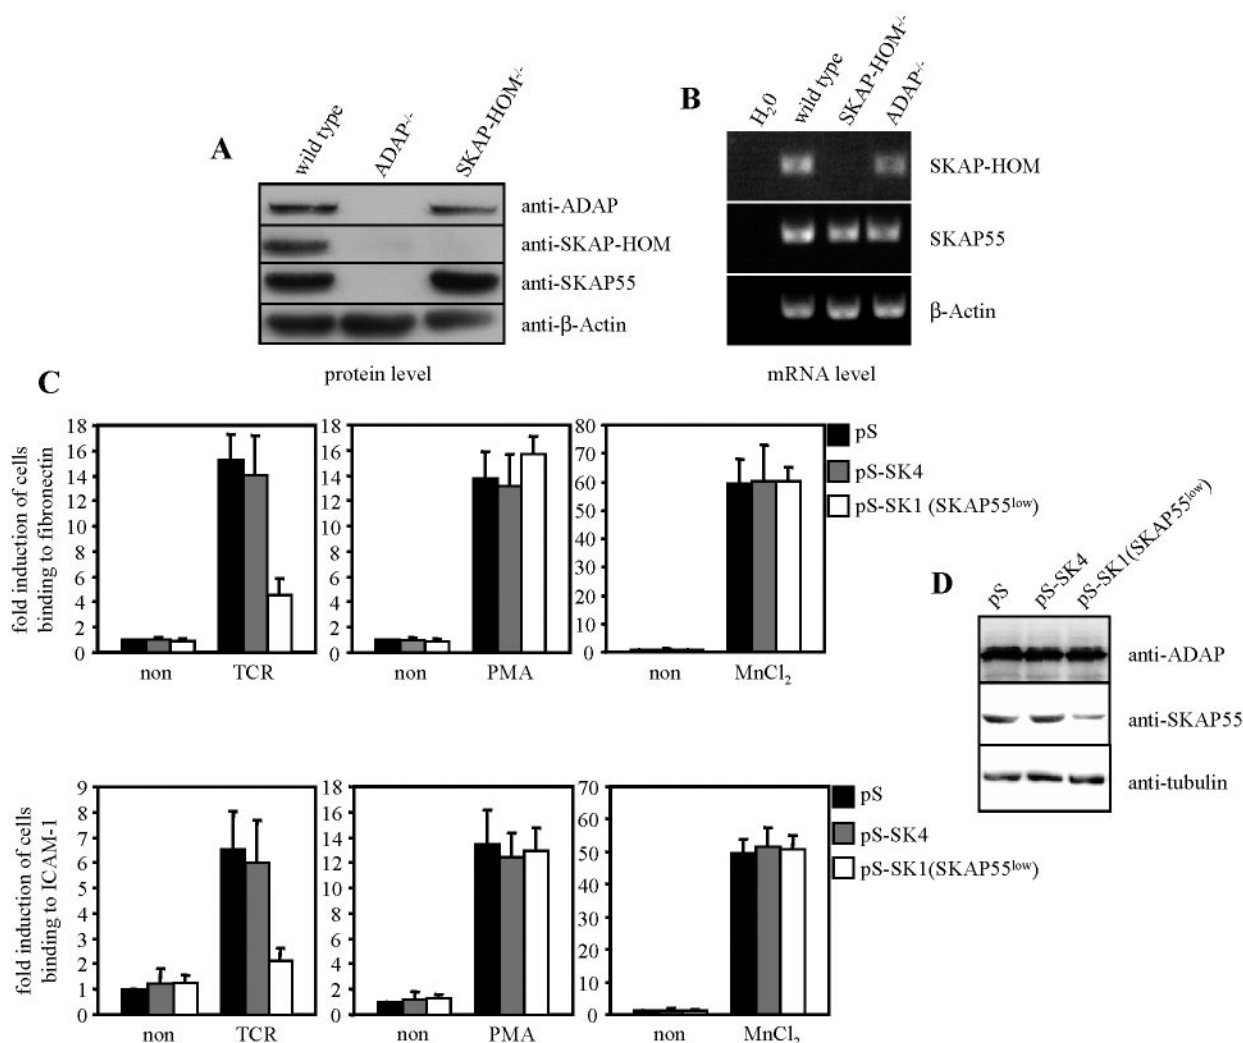 A
wild type
ADAP-/-
SKAP-HOM-/-
anti-ADAP
anti-SKAP-HOM
anti-SKAP55
anti-β-Actin
protein level
B
H20
wild type
SKAP-HOM-/-
ADAP-/-
SKAP-HOM
SKAP55
β-Actin
mRNA level
C
fold induction of cells
binding to fibronectin
18
16
14
12
10
8
6
4
2
0
non
TCR
18
16
14
12
10
8
6
4
2
0
non
PMA
80
70
60
50
40
30
20
10
0
non
MnCl2
pS
pS-SK4
pS-SK1 (SKAP55low)
D
pS
pS-SK4
pS-SK1(SKAP55low)
anti-ADAP
anti-SKAP55
anti-tubulin
fold induction of cells
binding to ICAM-1
9
8
7
6
5
4
3
2
1
0
non
TCR
18
16
14
12
10
8
6
4
2
0
non
PMA
70
60
50
40
30
20
10
0
non
MnCl2
pS
pS-SK4
pS-SK1(SKAP55low)